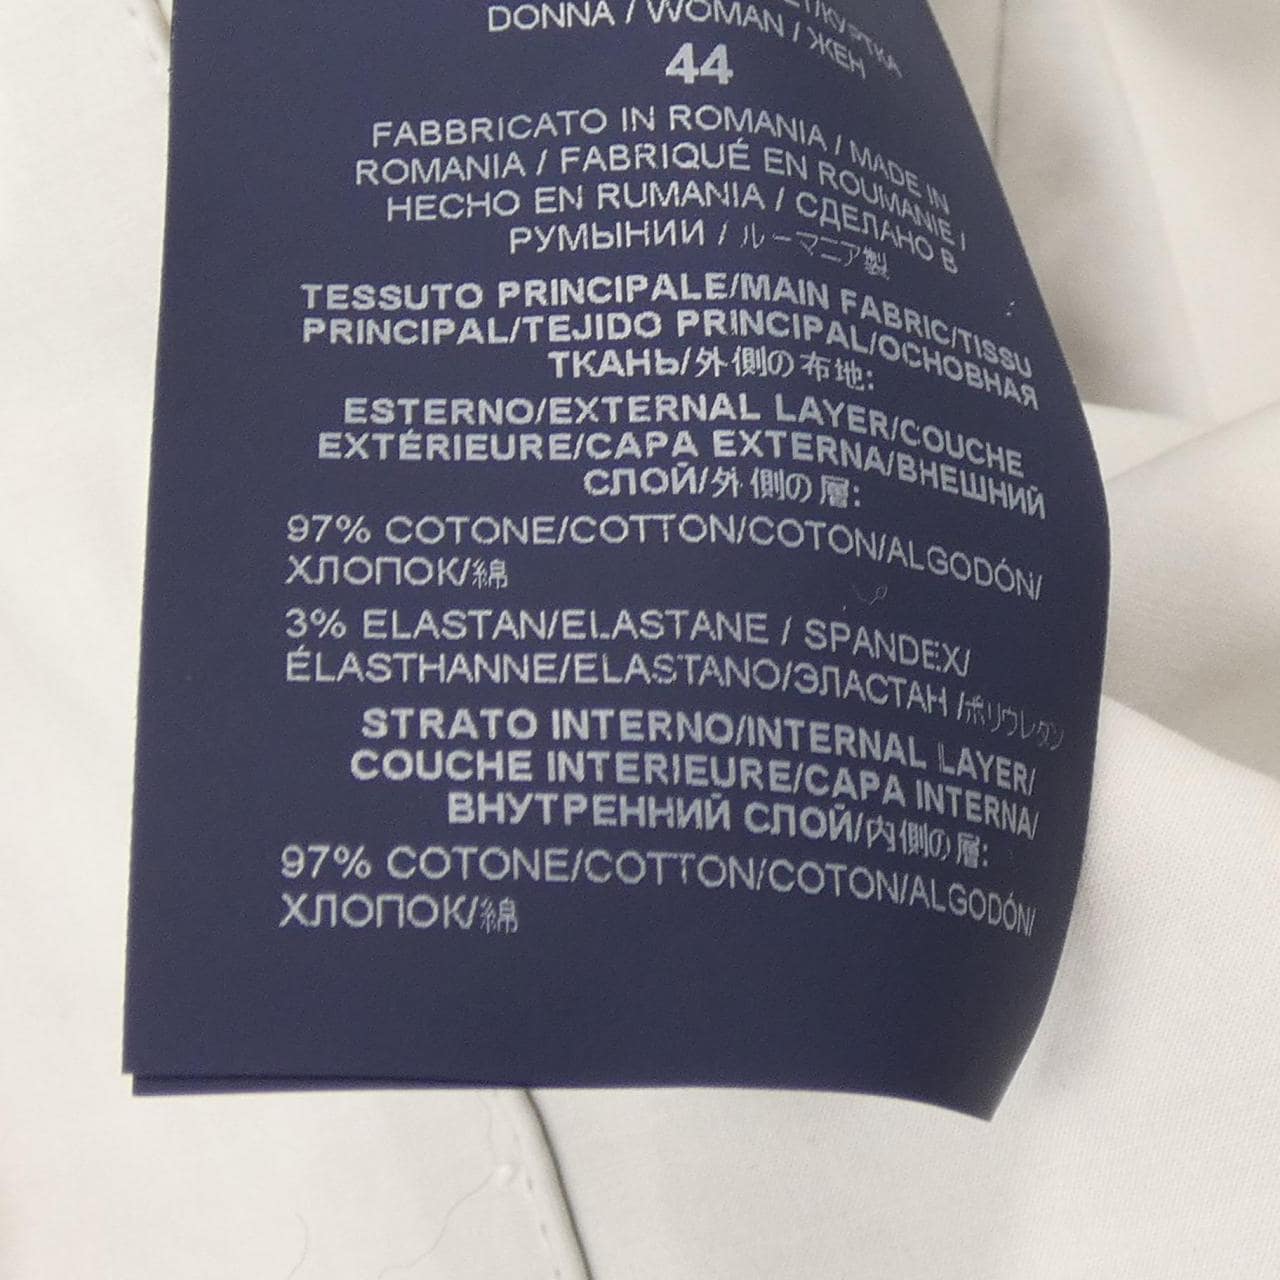 /КУРТКА
DONNA / WOMAN / ЖЕН
44
FABBRICATO IN ROMANIA / MADE IN
ROMANIA / FABRIQUÉ EN ROUMANIE /
HECHO EN RUMANIA / СДЕЛАНО В
РУМЫНИИ / ルーマニア製
TESSUTO PRINCIPALE/MAIN FABRIC/TISSU
PRINCIPAL/TEJIDO PRINCIPAL/ОСНОВНАЯ
ТКАНЬ/外側の布地:
ESTERNO/EXTERNAL LAYER/COUCHE
EXTÉRIEURE/CAPA EXTERNA/ВНЕШНИЙ
СЛОЙ/外側の層:
97% COTONE/COTTON/COTON/ALGODÓN/
ХЛОПОК/綿
3% ELASTAN/ELASTANE / SPANDEX/
ÉLASTHANNE/ELASTANO/ЭЛАСТАН /ポリウレタン
STRATO INTERNO/INTERNAL LAYER/
COUCHE INTERIEURE/CAPA INTERNA/
ВНУТРЕННИЙ СЛОЙ/内側の層:
97% COTONE/COTTON/COTON/ALGODÓN/
ХЛОПОК/綿